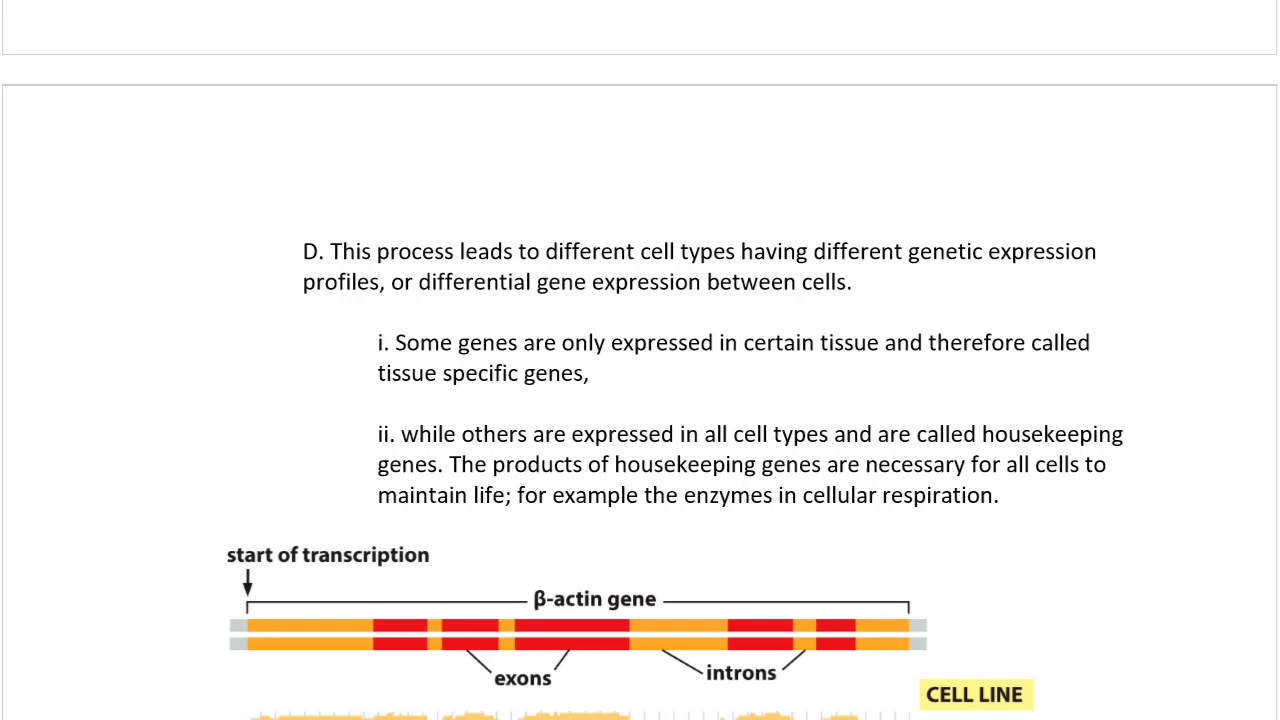 D. This process leads to different cell types having different genetic expression
profiles, or differential gene expression between cells.
i. Some genes are only expressed in certain tissue and therefore called
tissue specific genes,
ii. while others are expressed in all cell types and are called housekeeping
genes. The products of housekeeping genes are necessary for all cells to
maintain life; for example the enzymes in cellular respiration.
start of transcription
β-actin gene
exons
introns
CELL LINE